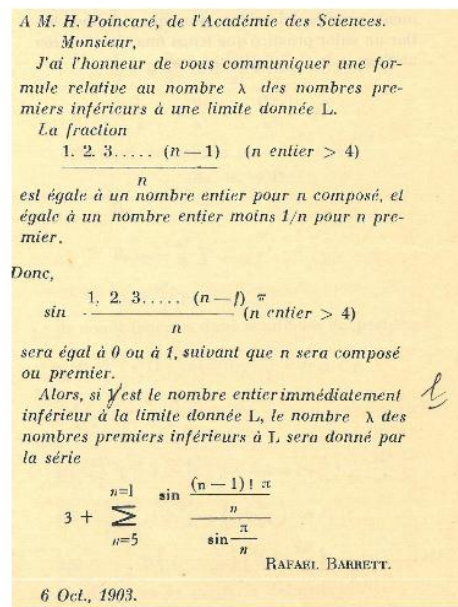 A M. H. Poincaré, de l'Académie des Sciences.
Monsieur,
J'ai l'honneur de vous communiquer une for-
mule relative au nombre λ des nombres pre-
miers inférieurs à une limite donnée L.
La fraction
1. 2. 3..... (n — 1) (n entier > 4)
n
est égale à un nombre entier pour n composé, et
égale à un nombre entier moins 1/n pour n pre-
mier.
Donc,
1, 2. 3..... (n — 1) π
sin (n entier > 4)
n
sera égal à 0 ou à 1, suivant que n sera composé
ou premier.
Alors, si l est le nombre entier immédiatement
inférieur à la limite donnée L, le nombre λ des
nombres premiers inférieurs à L sera donné par
la série
n=1 sin (n — 1) ! π
n
3 + Σ
n=5 sin π
n
RAFAEL BARRETT.
6 Oct., 1903.